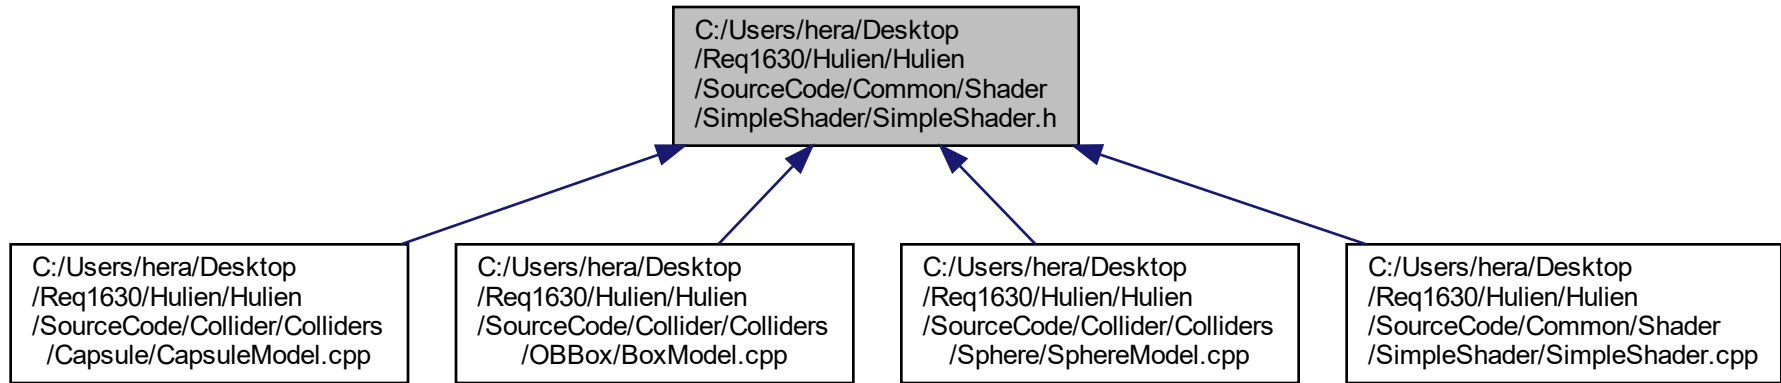 C:/Users/hera/Desktop
/Req1630/Hulien/Hulien
/SourceCode/Common/Shader
/SimpleShader/SimpleShader.h
C:/Users/hera/Desktop
/Req1630/Hulien/Hulien
/SourceCode/Collider/Colliders
/Capsule/CapsuleModel.cpp
C:/Users/hera/Desktop
/Req1630/Hulien/Hulien
/SourceCode/Collider/Colliders
/OBBox/BoxModel.cpp
C:/Users/hera/Desktop
/Req1630/Hulien/Hulien
/SourceCode/Collider/Colliders
/Sphere/SphereModel.cpp
C:/Users/hera/Desktop
/Req1630/Hulien/Hulien
/SourceCode/Common/Shader
/SimpleShader/SimpleShader.cpp